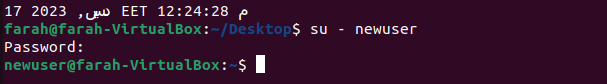 17 2023 , EET 12:24:28 م
farah@farah-VirtualBox:~/Desktop$ su - newuser
Password:
newuser@farah-VirtualBox:~$